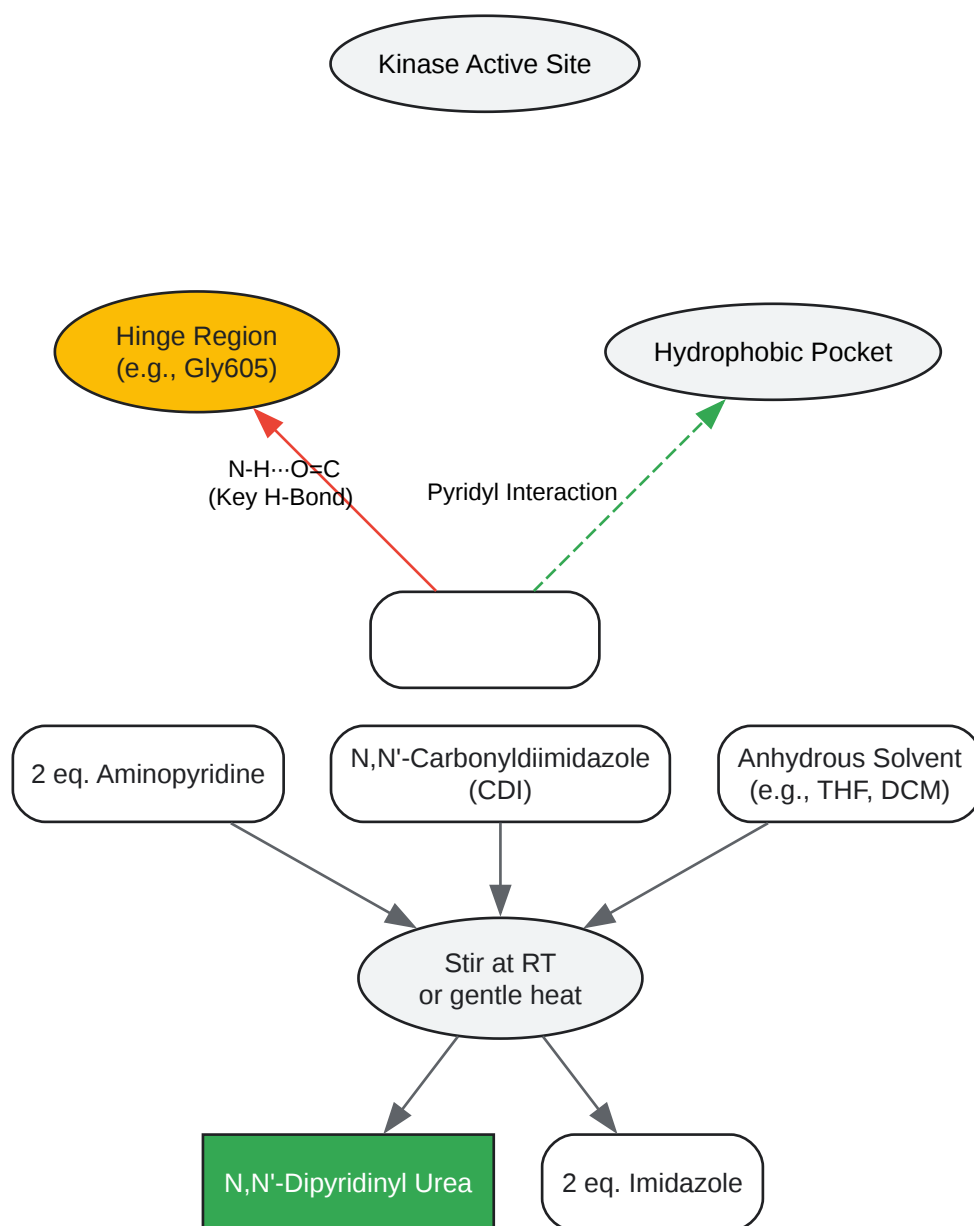 Kinase Active Site
Hinge Region
(e.g., Gly605)
Hydrophobic Pocket
N-H···O=C
(Key H-Bond)
Pyridyl Interaction
2 eq. Aminopyridine
N,N'-Carbonyldiimidazole
(CDI)
Anhydrous Solvent
(e.g., THF, DCM)
Stir at RT
or gentle heat
N,N'-Dipyridinyl Urea
2 eq. Imidazole